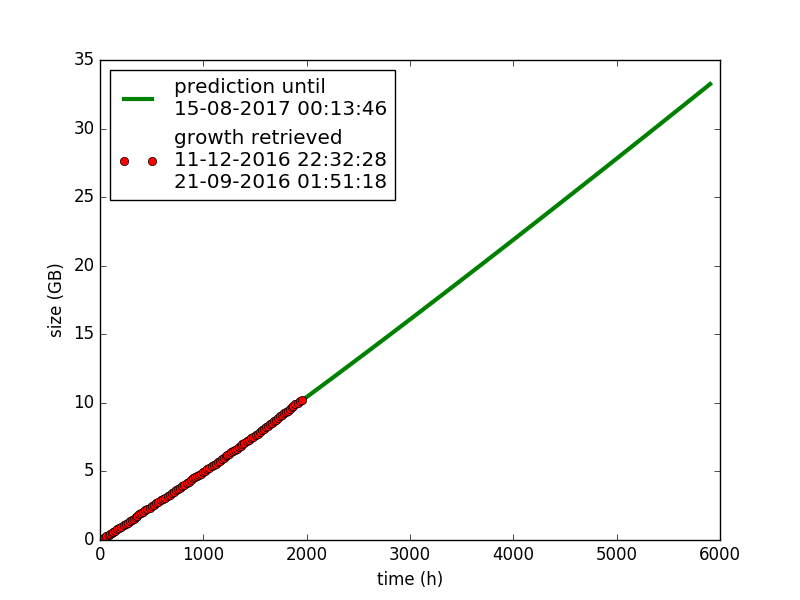 35
30
25
20
15
10
5
0
size (GB)
prediction until
15-08-2017 00:13:46
growth retrieved
11-12-2016 22:32:28
21-09-2016 01:51:18
0 1000 2000 3000 4000 5000 6000
time (h)